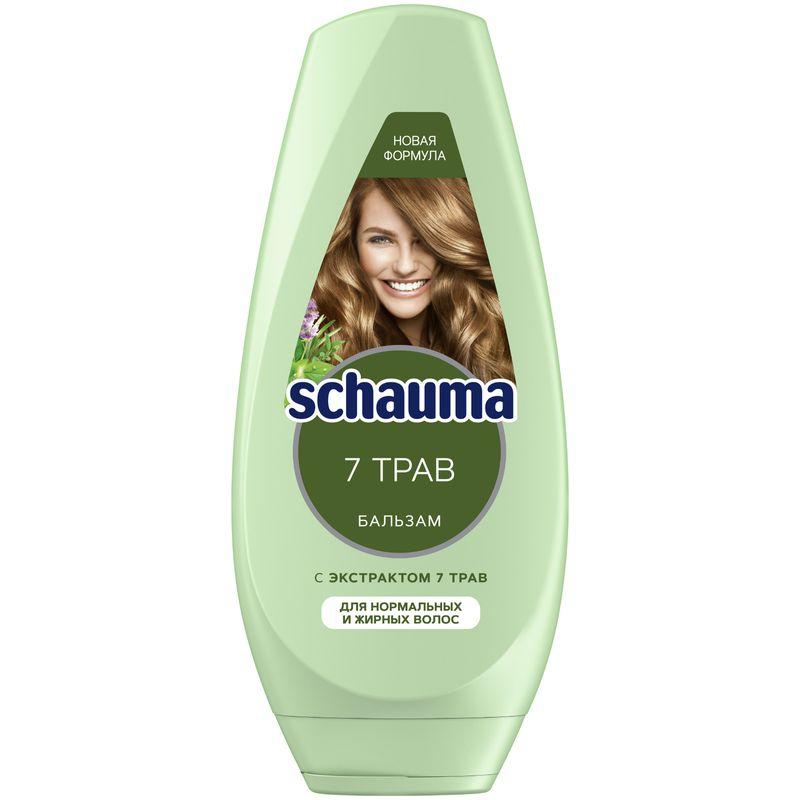 НОВАЯ
ФОРМУЛА
schauma
7 ТРАВ
БАЛЬЗАМ
С ЭКСТРАКТОМ 7 ТРАВ
ДЛЯ НОРМАЛЬНЫХ
И ЖИРНЫХ ВОЛОС